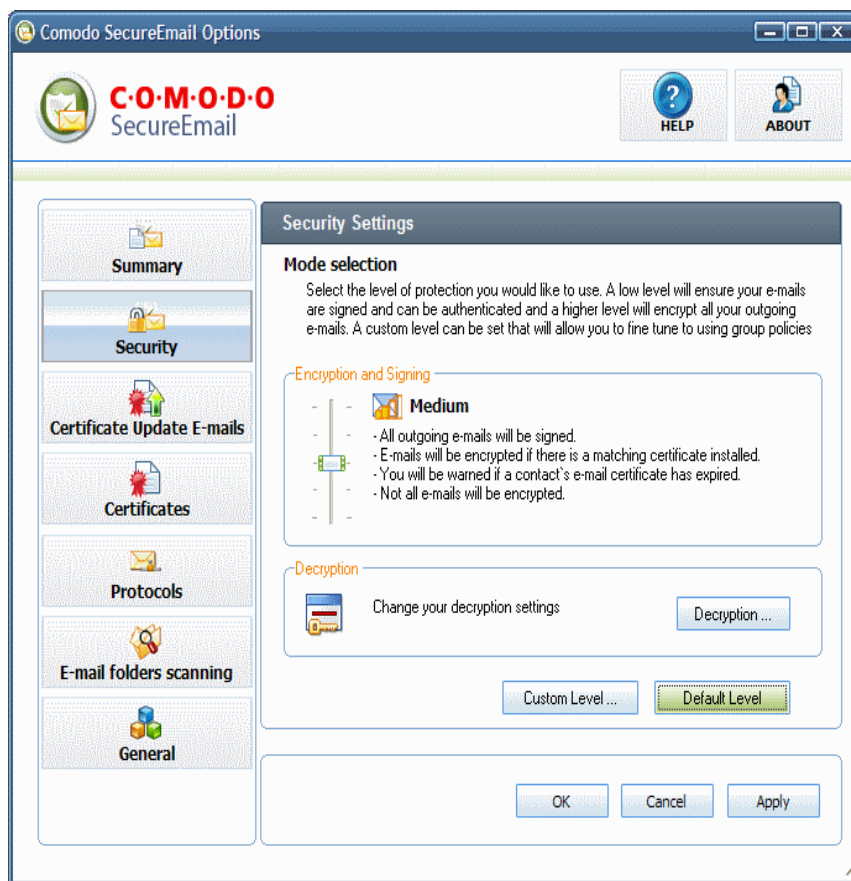 Comodo SecureEmail Options
C·O·M·O·D·O
SecureEmail
HELP
ABOUT
Summary
Security
Certificate Update E-mails
Certificates
Protocols
E-mail folders scanning
General
Security Settings
Mode selection
Select the level of protection you would like to use. A low level will ensure your e-mails
are signed and can be authenticated and a higher level will encrypt all your outgoing
e-mails. A custom level can be set that will allow you to fine tune to using group policies
Encryption and Signing
Medium
- All outgoing e-mails will be signed.
- E-mails will be encrypted if there is a matching certificate installed.
- You will be warned if a contact`s e-mail certificate has expired.
- Not all e-mails will be encrypted.
Decryption
Change your decryption settings
Decryption ...
Custom Level ...
Default Level
OK
Cancel
Apply